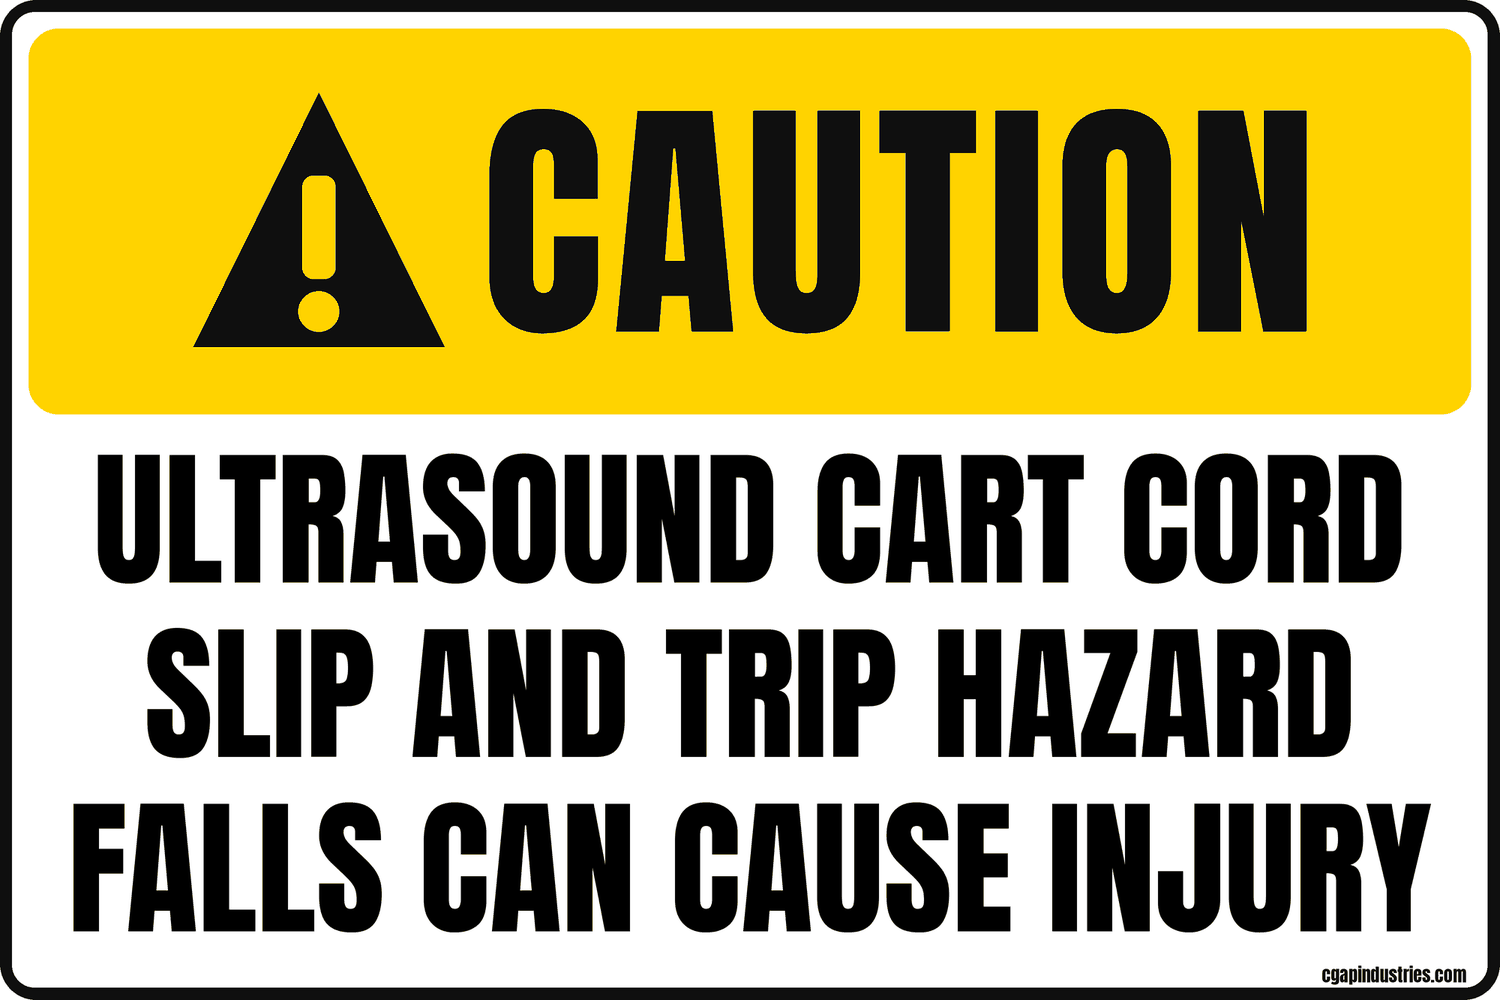 CAUTION
ULTRASOUND CART CORD
SLIP AND TRIP HAZARD
FALLS CAN CAUSE INJURY
cgapindustries.com